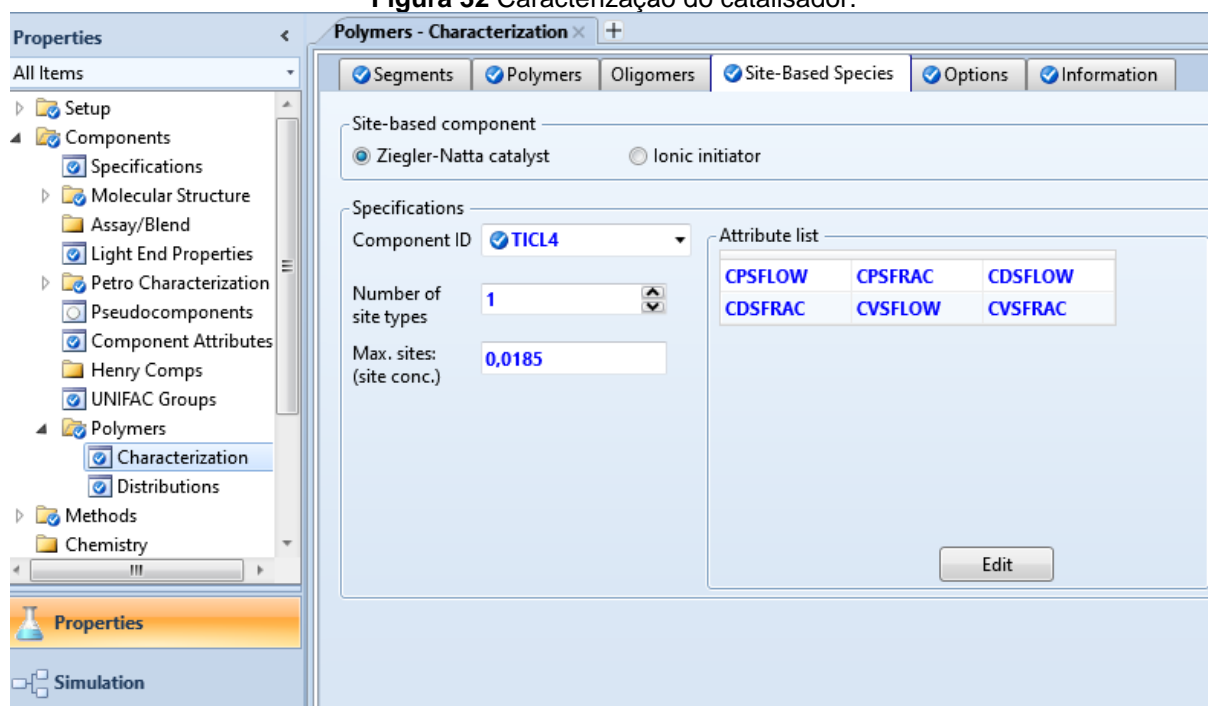 Figura 32 Caracterização do catalisador.
Properties <
All Items
Setup
Components
Specifications
Molecular Structure
Assay/Blend
Light End Properties
Petro Characterization
Pseudocomponents
Component Attributes
Henry Comps
UNIFAC Groups
Polymers
Characterization
Distributions
Methods
Chemistry
Properties
Simulation
Polymers - Characterization × +
Segments Polymers Oligomers Site-Based Species Options Information
Site-based component
Ziegler-Natta catalyst Ionic initiator
Specifications
Component ID TICL4
Number of
site types
1
Max. sites:
(site conc.)
0,0185
Attribute list
CPSFLOW CPSFRAC CDSFLOW
CDSFRAC CVSFLOW CVSFRAC
Edit